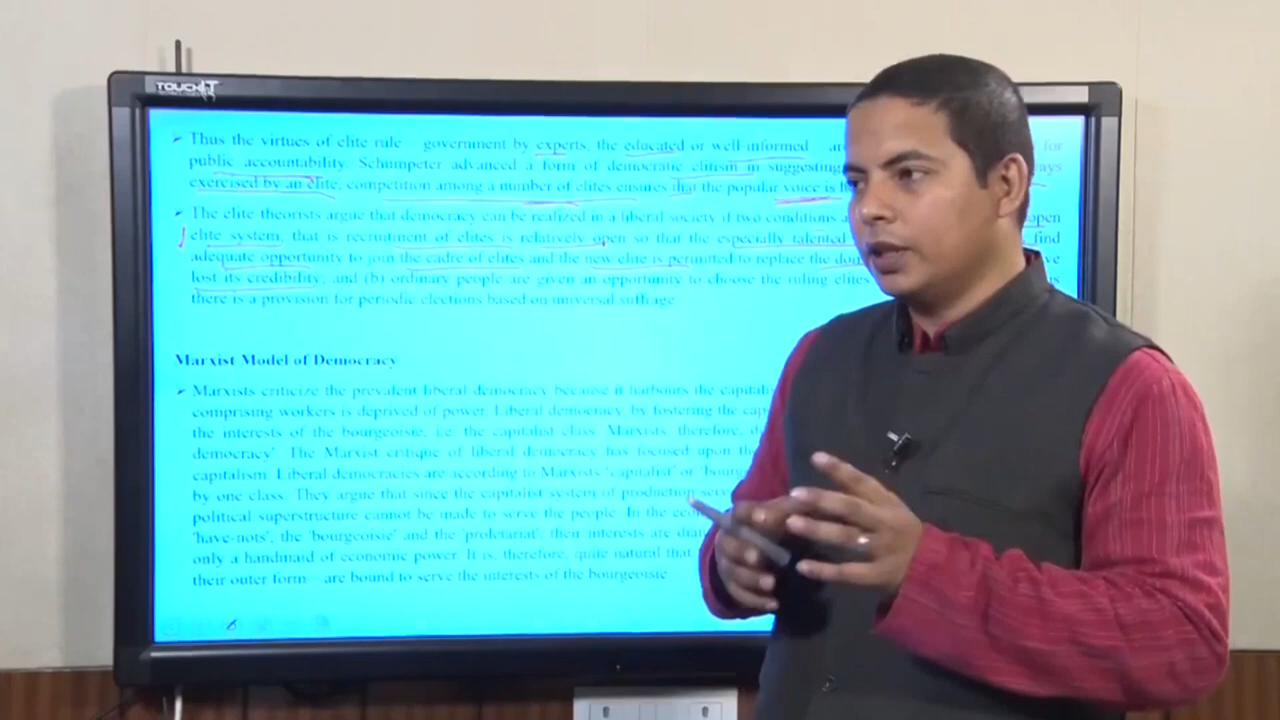 TOUCHIT
Thus the virtues of elite rule government by experts, the educated or well-informed for
public accountability. Schumpeter advanced a form of democratic elitism in suggesting
exercised by an elite, competition among a number of elites ensures that the popular voice is
The elite theorists argue that democracy can be realized in a liberal society if two conditions open
elite system, that is recruitment of elites is relatively open so that the especially talented find
adequate opportunity to join the cadre of elites and the new elite is permitted to replace the
lost its credibility, and (b) ordinary people are given an opportunity to choose the ruling elites
there is a provision for periodic elections based on universal suffrage
Marxist Model of Democracy
Marxists criticize the prevalent liberal democracy because it harbours the
comprising workers is deprived of power. Liberal democracy, by fostering the
the interests of the bourgeoisie, i.e. the capitalist class. Marxists, therefore,
democracy'. The Marxist critique of liberal democracy has focused upon the
capitalism. Liberal democracies are according to Marxists 'capitalist' or
by one class. They argue that since the capitalist system of production
political superstructure cannot be made to serve the people. In the
'have-nots', the 'bourgeoisie' and the 'proletariat', their interests are
only a handmaid of economic power. It is, therefore, quite natural that
their outer form are bound to serve the interests of the bourgeoisie